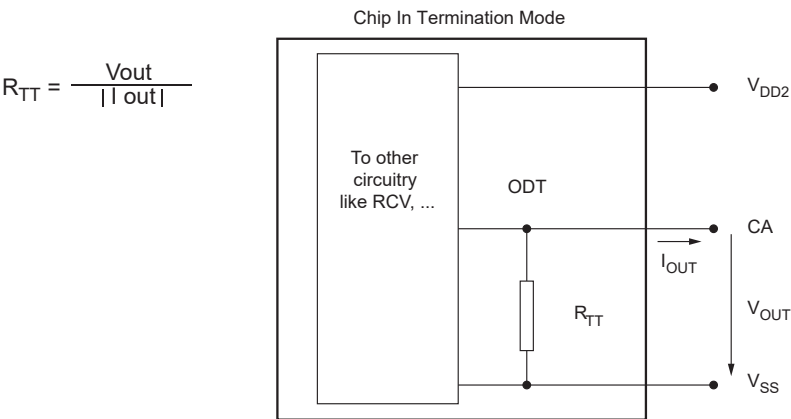 Chip In Termination Mode
R_TT = Vout
| I out |
V_DD2
To other
circuitry
like RCV, ...
ODT
CA
I_OUT
R_TT
V_OUT
V_SS